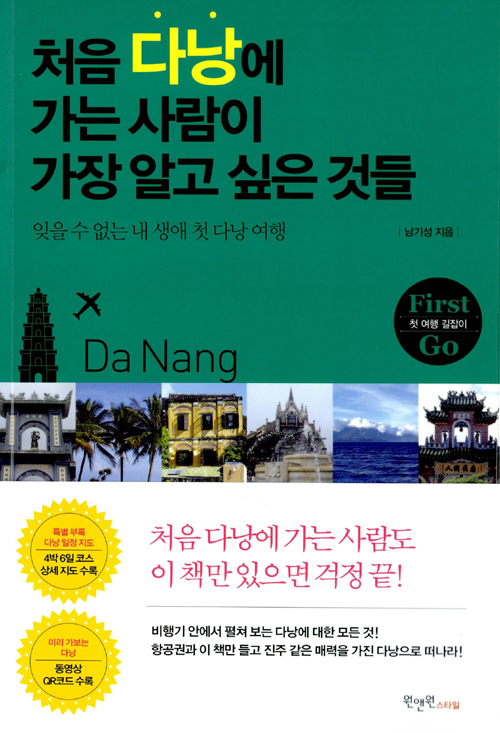 처음 다낭에
가는 사람이
가장 알고 싶은 것들
잊을 수 없는 내 생애 첫 다낭 여행
| 남기성 지음 |
First
첫 여행 길잡이
Go
Da Nang
특별 부록
다낭 일정 지도
4박 6일 코스
상세 지도 수록
처음 다낭에 가는 사람도
이 책만 있으면 걱정 끝!
미리 가보는
다낭
동영상
QR코드 수록
비행기 안에서 펼쳐 보는 다낭에 대한 모든 것!
항공권과 이 책만 들고 진주 같은 매력을 가진 다낭으로 떠나라!
원앤원스타일